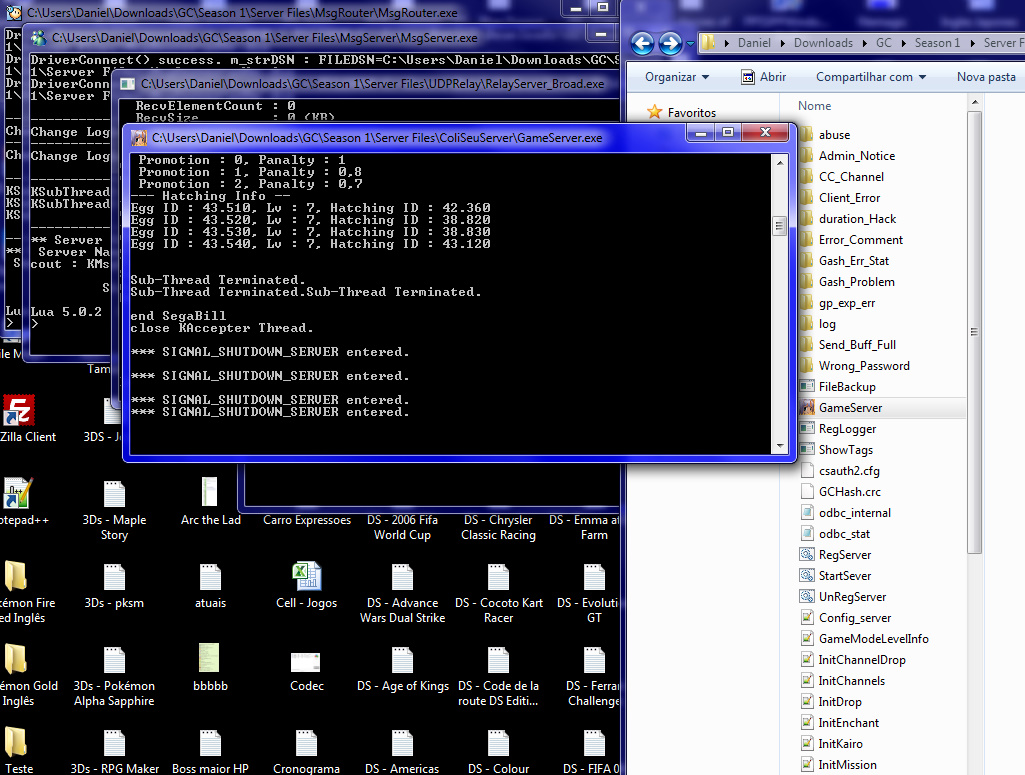 C:\Users\Daniel\Downloads\GC\Season 1\Server Files\MsgRouter\MsgRouter.exe
C:\Users\Daniel\Downloads\GC\Season 1\Server Files\MsgServer\MsgServer.exe
DriverConnect() success. m_strDSN : FILEDSN=C:\Users\Daniel\Downloads\GC\S
1\Server F
DriverConn
1\Server F
Change Log
Change Log
KSubThread
KSubThread
** Server
Server Na
cout : KMs
S
Lua 5.0.2
>
>
C:\Users\Daniel\Downloads\GC\Season 1\Server Files\UDPRelay\RelayServer_Broad.exe
RecvElementCount : 0
RecvSize : 0 (KB)
C:\Users\Daniel\Downloads\GC\Season 1\Server Files\ColiSeuServer\GameServer.exe
Promotion : 0, Panalty : 1
Promotion : 1, Panalty : 0,8
Promotion : 2, Panalty : 0,7
--- Hatching Info --
Egg ID : 43.510, Lv : 7, Hatching ID : 42.360
Egg ID : 43.520, Lv : 7, Hatching ID : 38.820
Egg ID : 43.530, Lv : 7, Hatching ID : 38.830
Egg ID : 43.540, Lv : 7, Hatching ID : 43.120
Sub-Thread Terminated.
Sub-Thread Terminated.Sub-Thread Terminated.
end SegaBill
close KAccepter Thread.
*** SIGNAL_SHUTDOWN_SERVER entered.
*** SIGNAL_SHUTDOWN_SERVER entered.
*** SIGNAL_SHUTDOWN_SERVER entered.
*** SIGNAL_SHUTDOWN_SERVER entered.
Daniel Downloads GC Season 1 Server F
Organizar Abrir Compartilhar com Nova pasta
Favoritos
Nome
abuse
Admin_Notice
CC_Channel
Client_Error
duration_Hack
Error_Comment
Gash_Err_Stat
Gash_Problem
gp_exp_err
log
Send_Buff_Full
Wrong_Password
FileBackup
GameServer
RegLogger
ShowTags
csauth2.cfg
GCHash.crc
odbc_internal
odbc_stat
RegServer
StartSever
UnRegServer
Config_server
GameModeLevelInfo
InitChannelDrop
InitChannels
InitDrop
InitEnchant
InitKairo
InitMission
Zilla Client
3DS - J
otepad++
3Ds - Maple
Story
Arc the Lad
Carro Expressoes
DS - 2006 Fifa
World Cup
DS - Chrysler
Classic Racing
DS - Emma at
Farm
kémon Fire
ed Inglês
3Ds - pksm
atuais
Cell - Jogos
DS - Advance
Wars Dual Strike
DS - Cocoto Kart
Racer
DS - Evoluti
GT
émon Gold
Inglês
3Ds - Pokémon
Alpha Sapphire
bbbbb
Codec
DS - Age of Kings
DS - Code de la
route DS Editi...
DS - Ferrar
Challenge
Teste
3Ds - RPG Maker
Boss maior HP
Cronograma
DS - Americas
DS - Colour
DS - FIFA 0